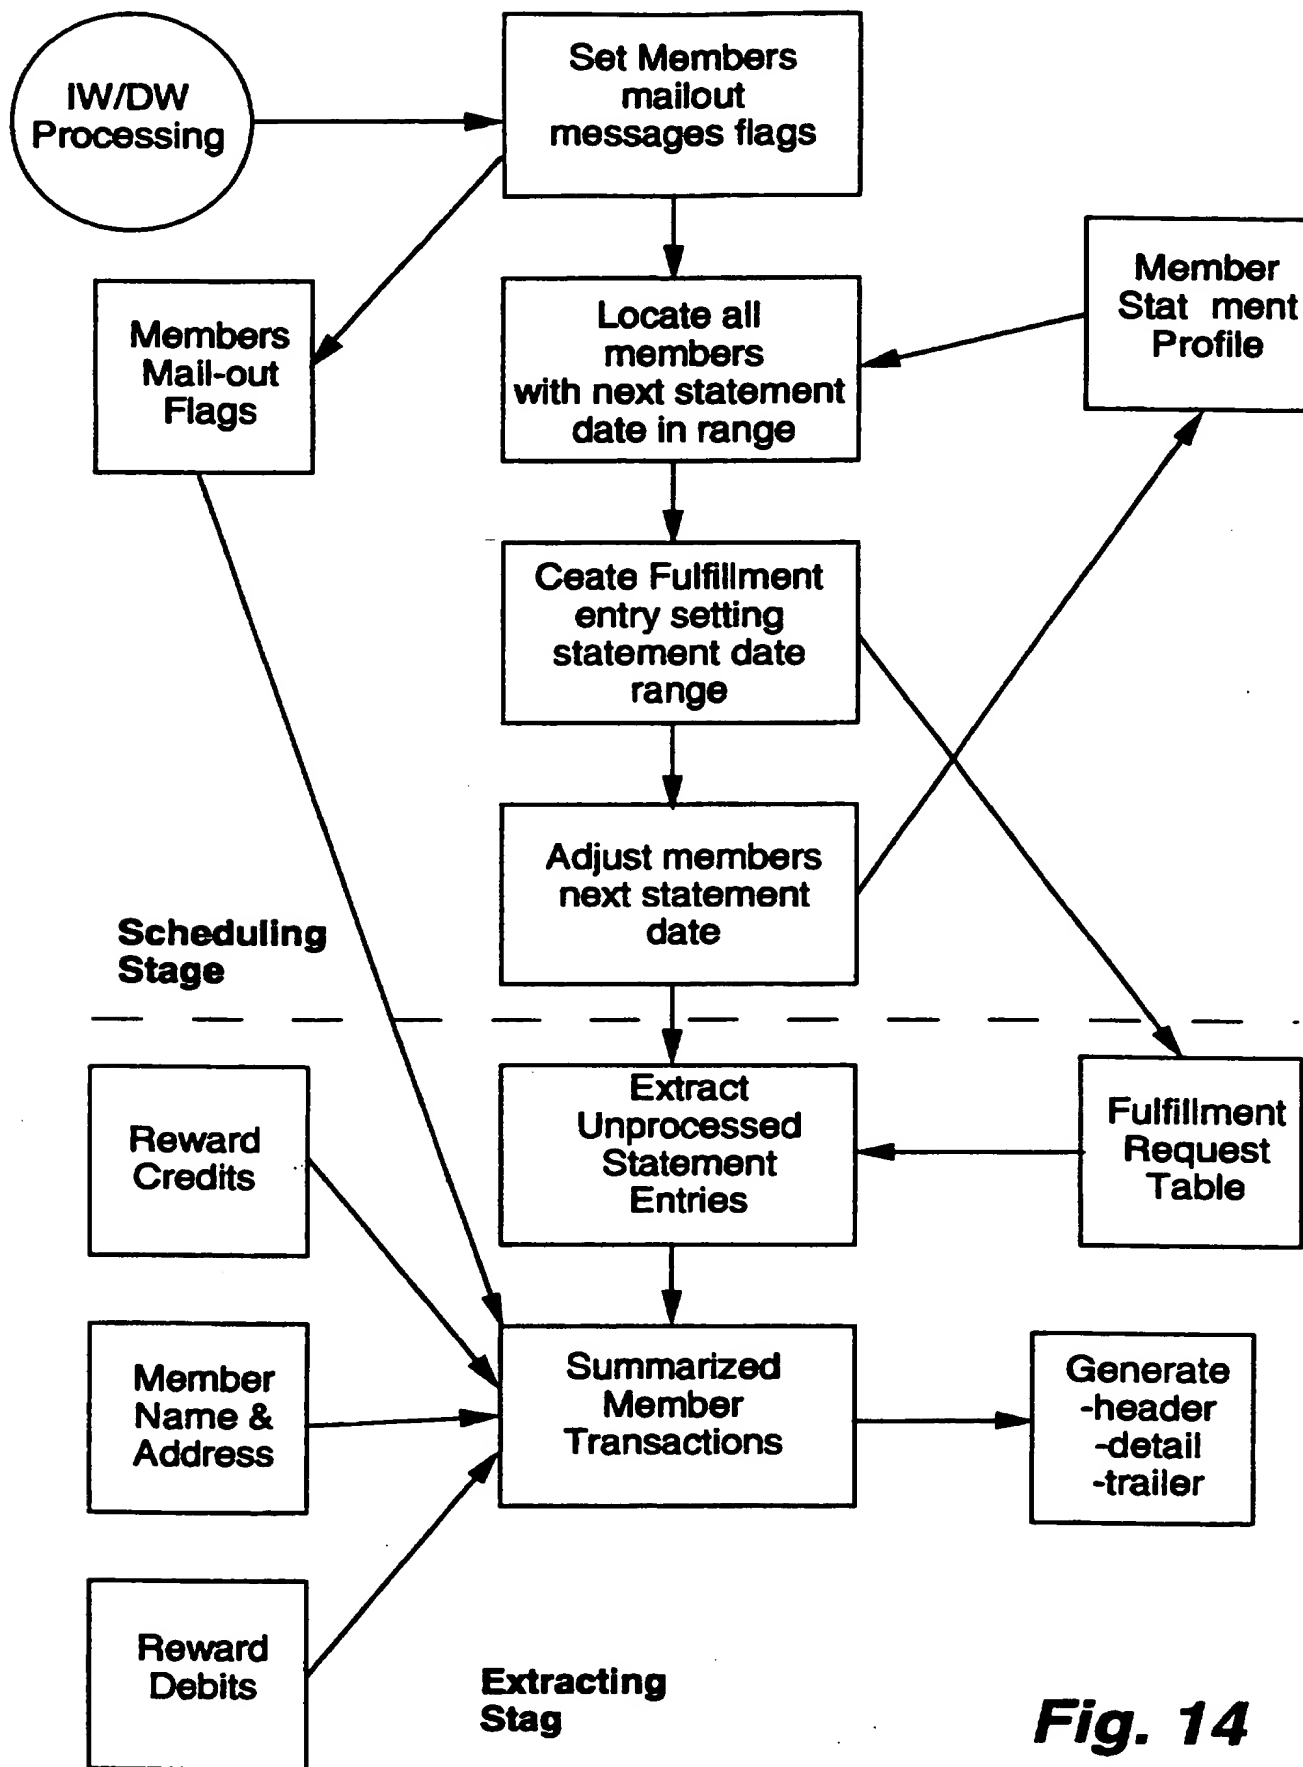 IW/DW
Processing
Set Members
mailout
messages flags
Members
Mail-out
Flags
Locate all
members
with next statement
date in range
Member
Stat ment
Profile
Ceate Fulfillment
entry setting
statement date
range
Adjust members
next statement
date
Scheduling
Stage
Reward
Credits
Extract
Unprocessed
Statement
Entries
Fulfillment
Request
Table
Member
Name &
Address
Summarized
Member
Transactions
Generate
-header
-detail
-trailer
Reward
Debits
Extracting
Stag
Fig. 14